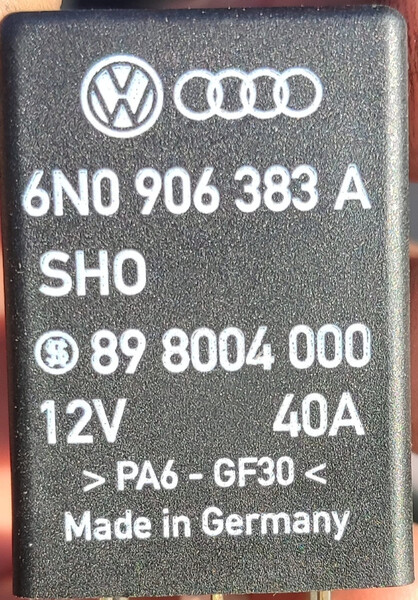 6N0 906 383 A
SHO
89 8004 000
12V 40A
> PA6 - GF30 <
Made in Germany